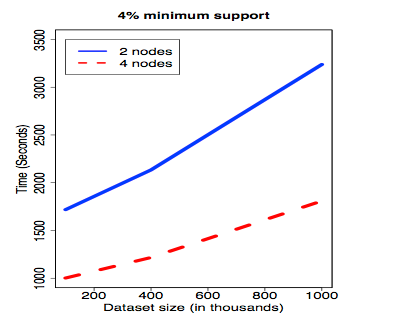 4% minimum support
2 nodes
4 nodes
Time (Seconds)
3500
3000
2500
2000
1500
1000
200 400 600 800 1000
Dataset size (in thousands)